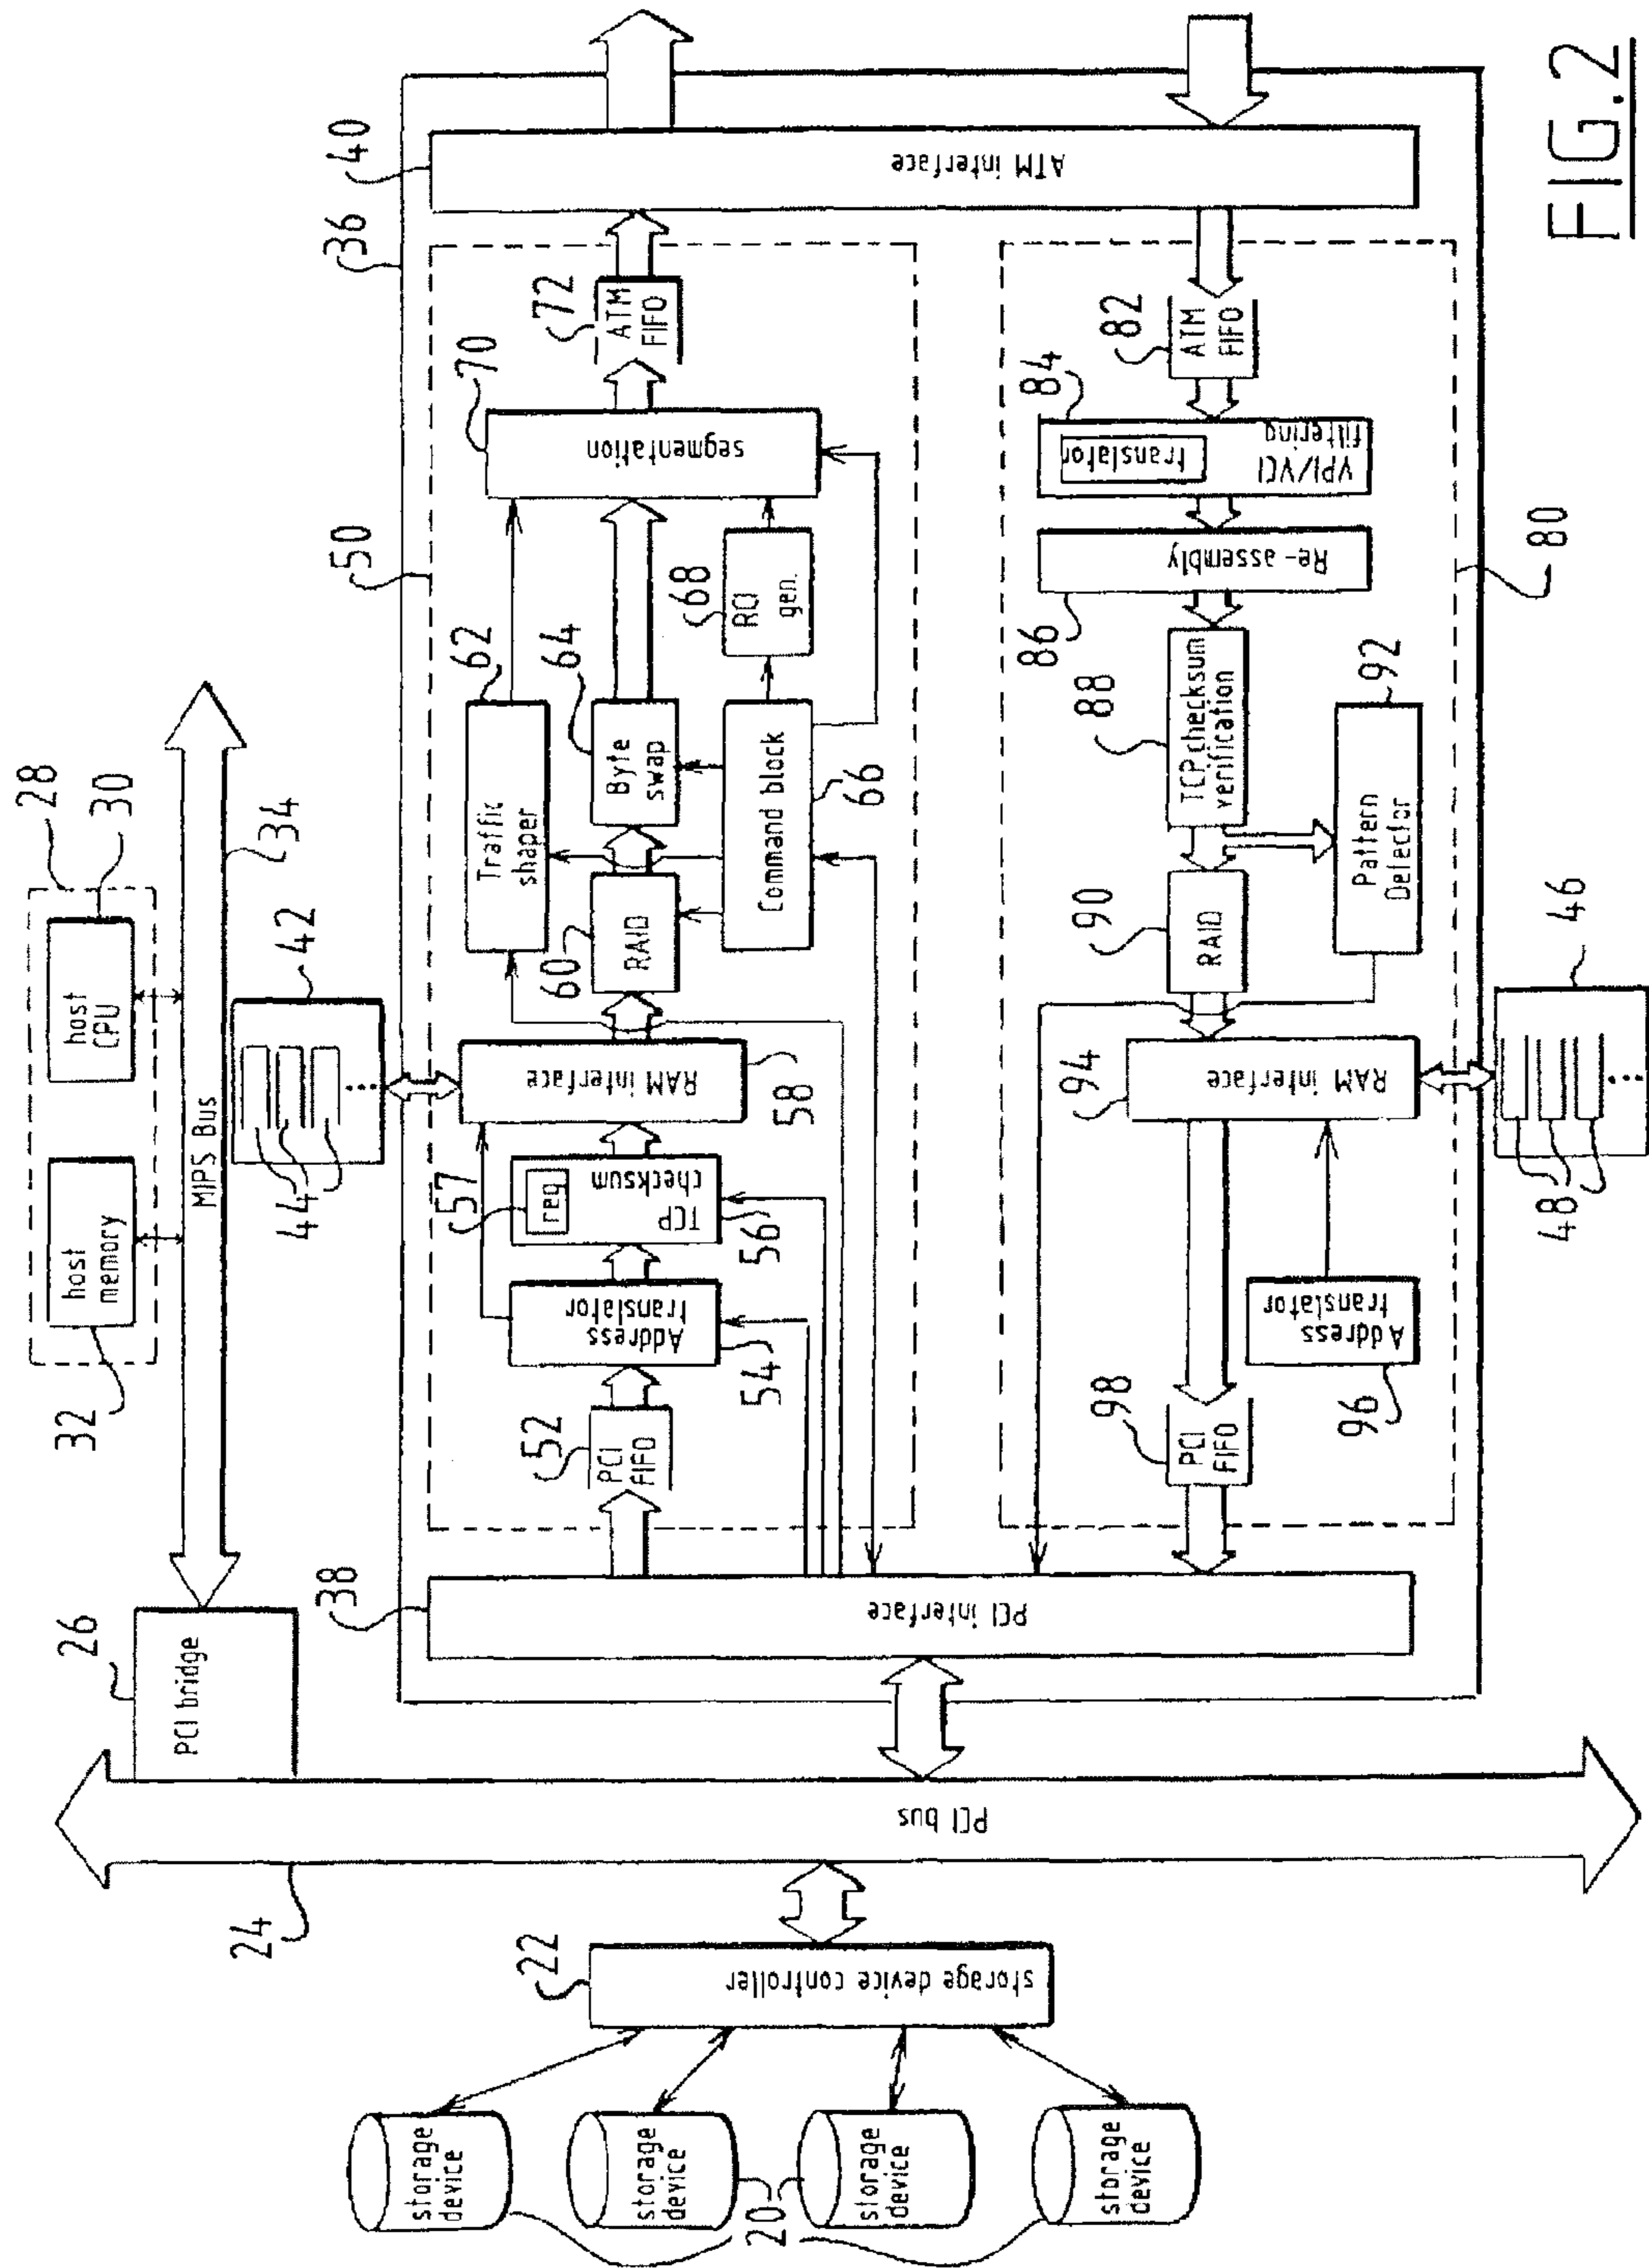 28
30
host
CPU
host
memory
32
MIPS Bus
34
26
PCI bridge
42
44
36
40
38
PCI interface
ATM interface
50
52
PCI
FIFO
54
Address
translator
57
reg
TCP
checksum
56
RAM interface
58
60
RAID
62
Traffic
shaper
64
Byte
swap
Command block
66
68
RCI
gen.
70
segmentation
72
ATM
FIFO
82
ATM
FIFO
84
translator
VPI/VCI
filtering
86
Re-assembly
88
TCP checksum
verification
90
RAID
92
Pattern
Detector
94
RAM interface
96
Address
translator
98
PCI
FIFO
80
46
48
24
PCI bus
22
storage device controller
storage
device
storage
device
20
storage
device
storage
device
FIG.2